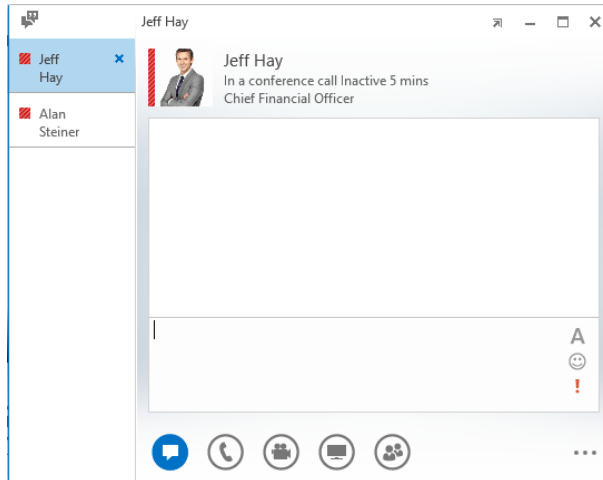 Jeff Hay
Jeff
Hay
Alan
Steiner
Jeff Hay
In a conference call Inactive 5 mins
Chief Financial Officer
A
!